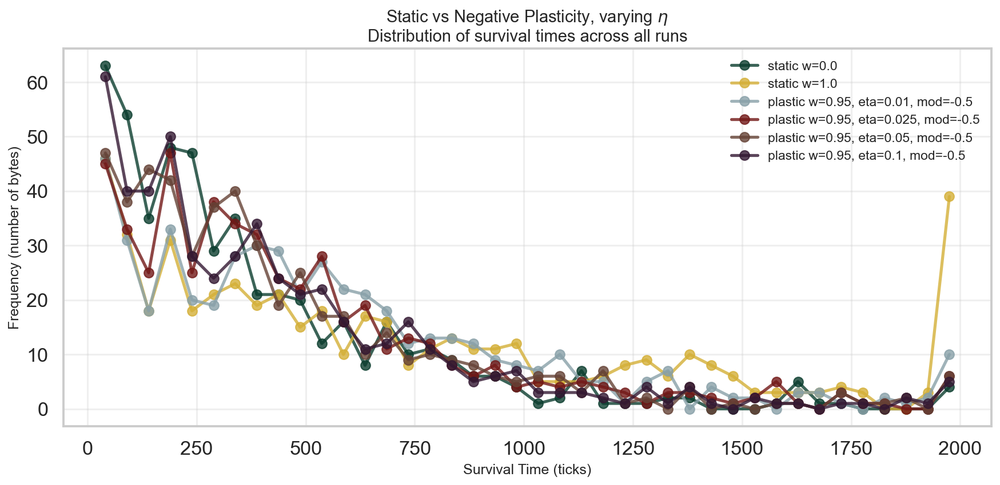 Static vs Negative Plasticity, varying η
Distribution of survival times across all runs
static w=0.0
static w=1.0
plastic w=0.95, eta=0.01, mod=-0.5
plastic w=0.95, eta=0.025, mod=-0.5
plastic w=0.95, eta=0.05, mod=-0.5
plastic w=0.95, eta=0.1, mod=-0.5
Frequency (number of bytes)
60
50
40
30
20
10
0
0 250 500 750 1000 1250 1500 1750 2000
Survival Time (ticks)